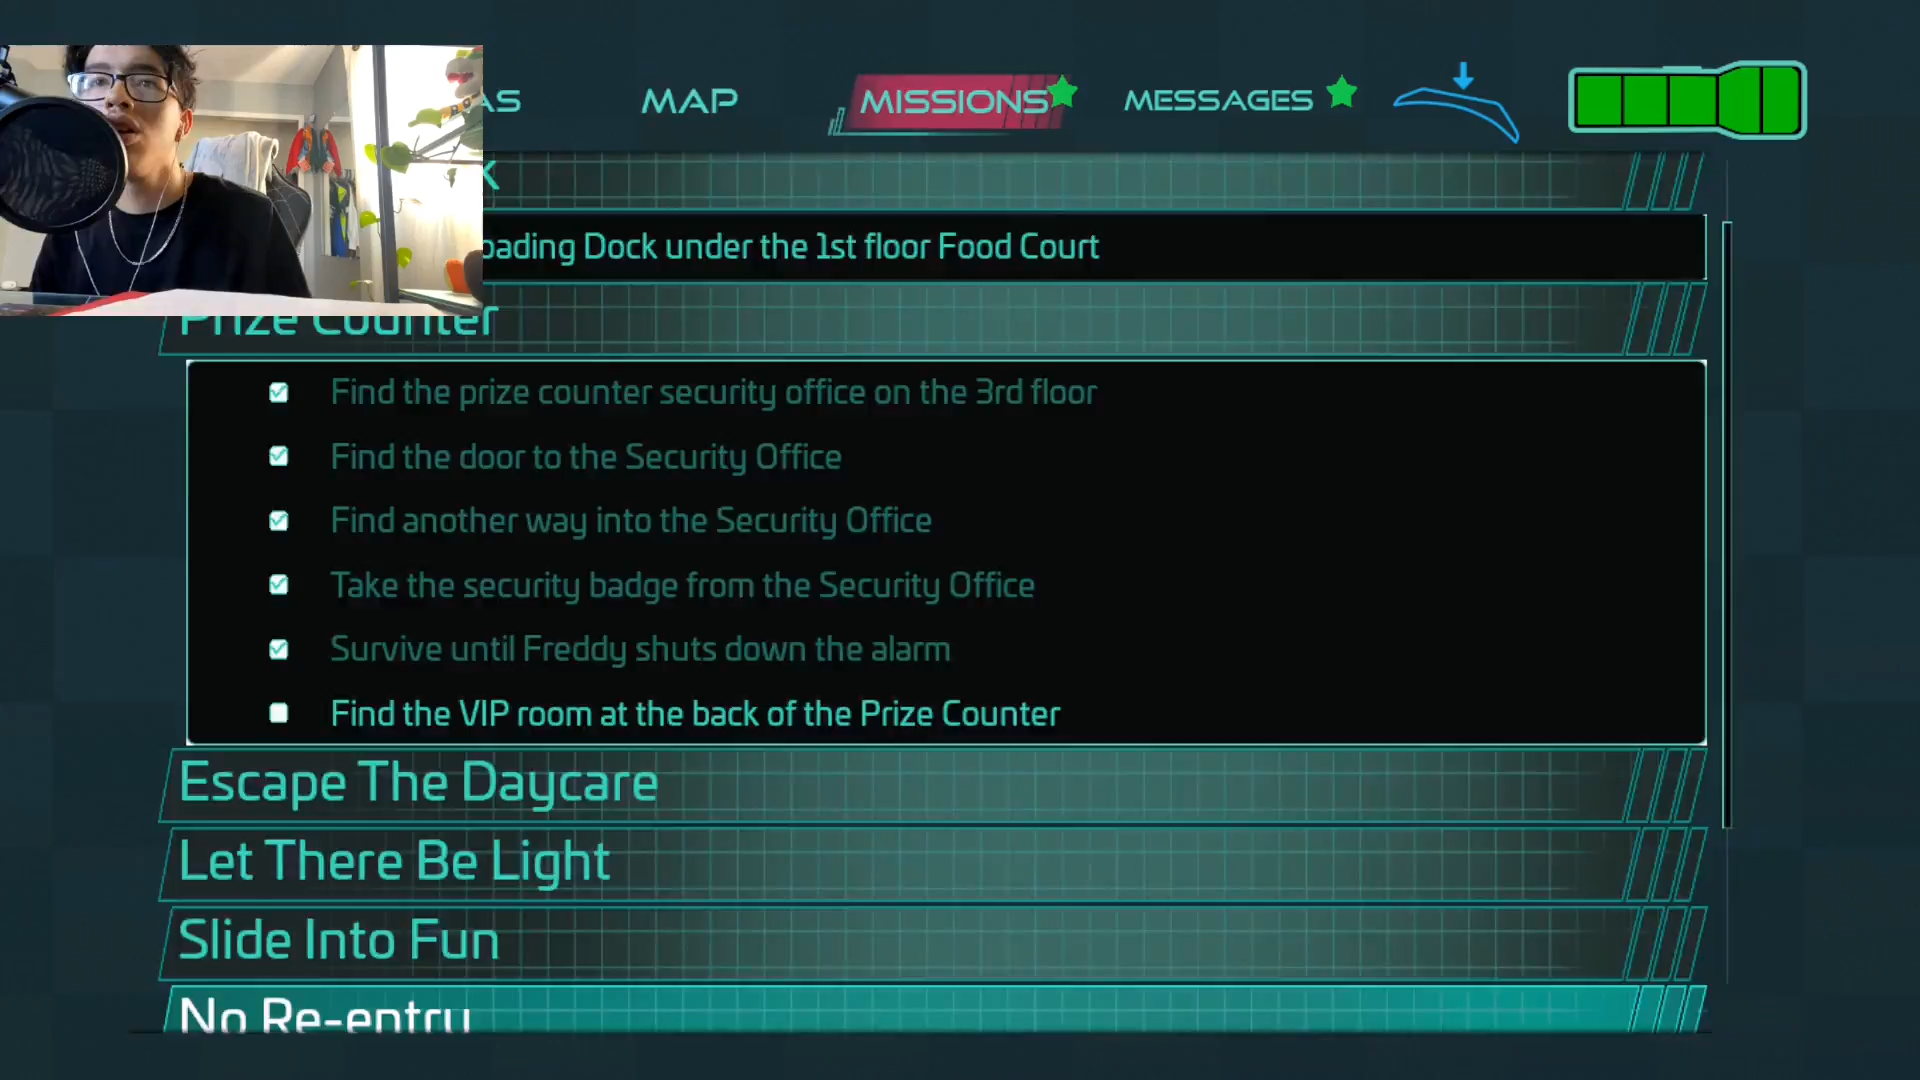 MAP
MISSIONS
MESSAGES
Dock under the 1st floor Food Court
Prize Counter
Find the prize counter security office on the 3rd floor
Find the door to the Security Office
Find another way into the Security Office
Take the security badge from the Security Office
Survive until Freddy shuts down the alarm
Find the VIP room at the back of the Prize Counter
Escape The Daycare
Let There Be Light
Slide Into Fun
No Re-entry